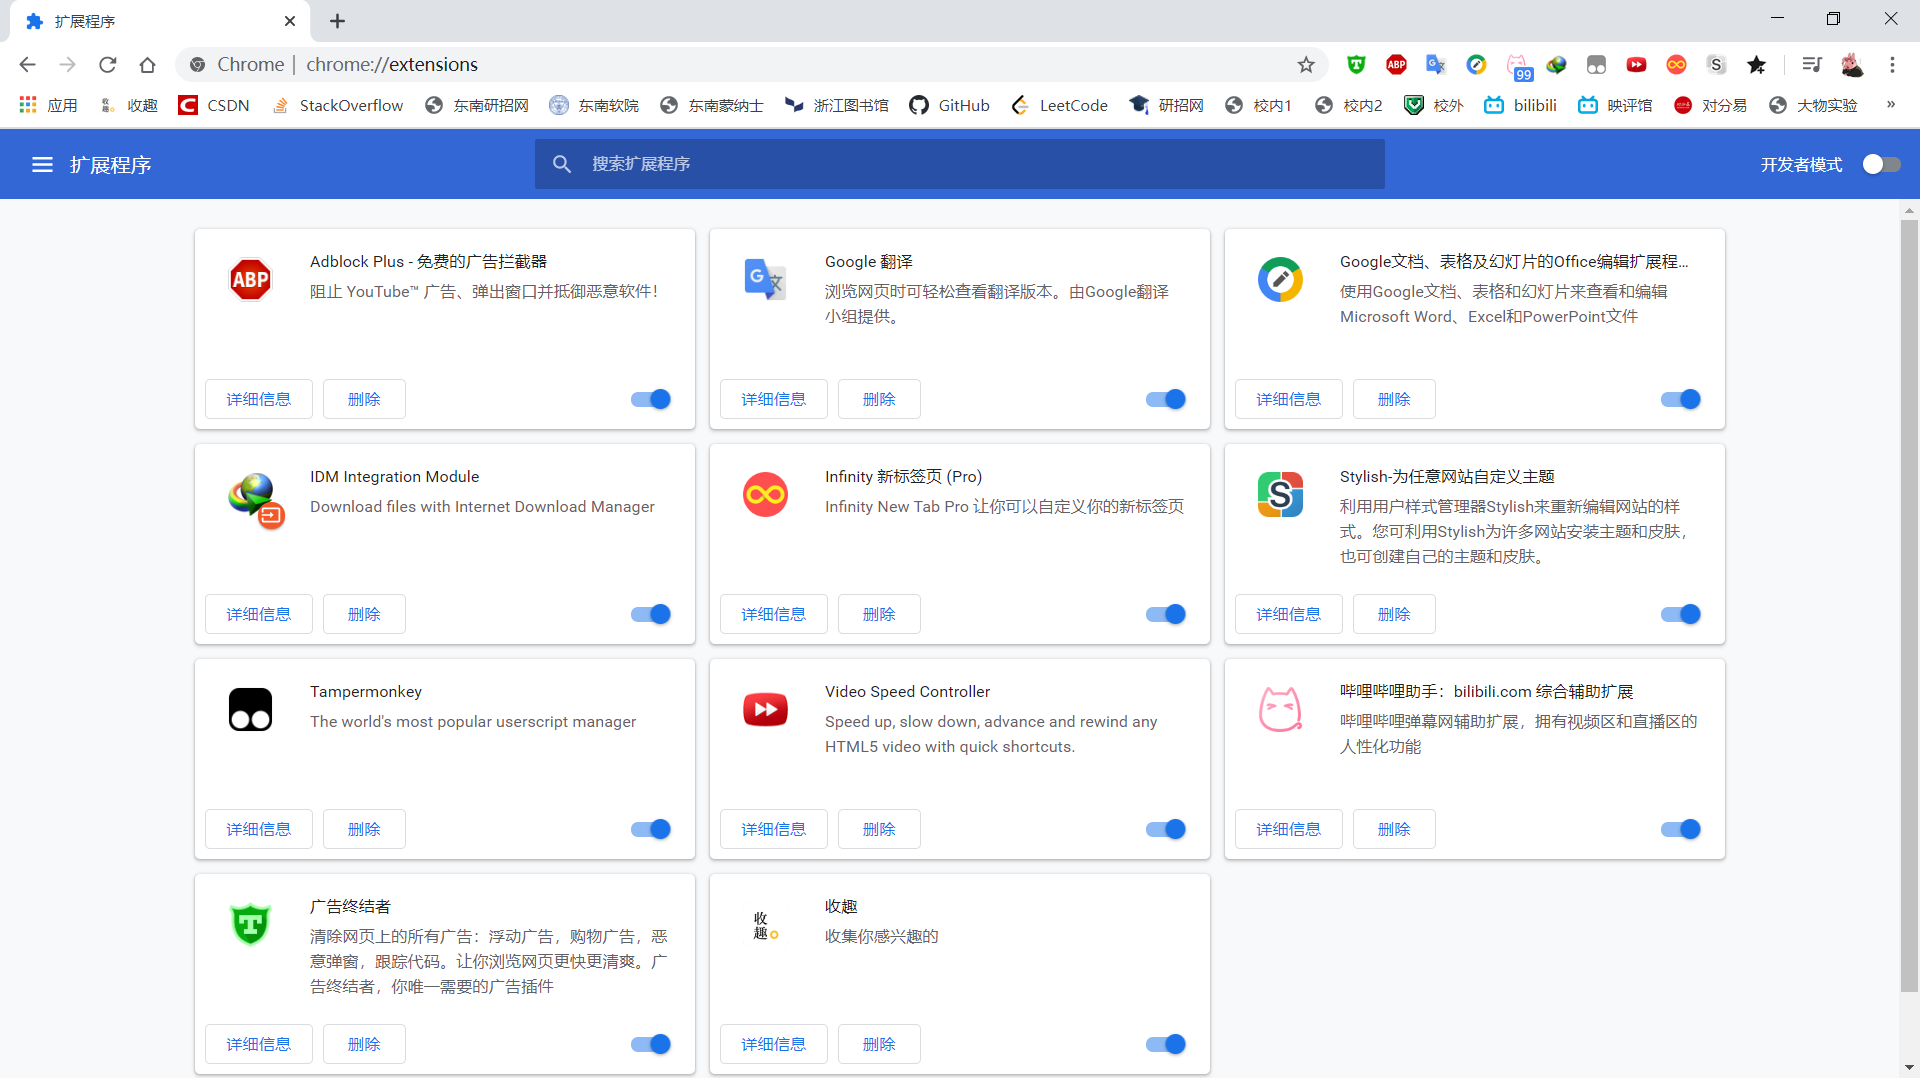 扩展程序
Chrome | chrome://extensions
ABP
99
S
应用
收趣
CSDN
StackOverflow
东南研招网
东南软院
东南蒙纳士
浙江图书馆
GitHub
LeetCode
研招网
校内1
校内2
校外
bilibili
映评馆
对分易
大物实验
»
扩展程序
搜索扩展程序
开发者模式
ABP
Adblock Plus - 免费的广告拦截器
阻止 YouTube™ 广告、弹出窗口并抵御恶意软件！
详细信息
删除
Google 翻译
浏览网页时可轻松查看翻译版本。由Google翻译
小组提供。
详细信息
删除
Google文档、表格及幻灯片的Office编辑扩展程...
使用Google文档、表格和幻灯片来查看和编辑
Microsoft Word、Excel和PowerPoint文件
详细信息
删除
IDM Integration Module
Download files with Internet Download Manager
详细信息
删除
Infinity 新标签页 (Pro)
Infinity New Tab Pro 让你可以自定义你的新标签页
详细信息
删除
S
Stylish-为任意网站自定义主题
利用用户样式管理器Stylish来重新编辑网站的样
式。您可利用Stylish为许多网站安装主题和皮肤，
也可创建自己的主题和皮肤。
详细信息
删除
Tampermonkey
The world's most popular userscript manager
详细信息
删除
Video Speed Controller
Speed up, slow down, advance and rewind any
HTML5 video with quick shortcuts.
详细信息
删除
哔哩哔哩助手：bilibili.com 综合辅助扩展
哔哩哔哩弹幕网辅助扩展，拥有视频区和直播区的
人性化功能
详细信息
删除
T
广告终结者
清除网页上的所有广告：浮动广告，购物广告，恶
意弹窗，跟踪代码。让你浏览网页更快更清爽。广
告终结者，你唯一需要的广告插件
详细信息
删除
收
趣
收趣
收集你感兴趣的
详细信息
删除